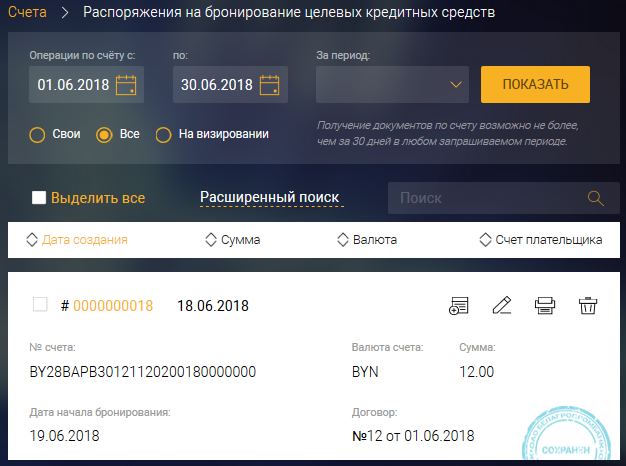 Счета > Распоряжения на бронирование целевых кредитных средств
Операции по счёту с: по: За период:
01.06.2018 30.06.2018 ПОКАЗАТЬ
Свои Все На визировании
Получение документов по счету возможно не более,
чем за 30 дней в любом запрашиваемом периоде.
Выделить все Расширенный поиск Поиск
Дата создания Сумма Валюта Счет плательщика
# 0000000018 18.06.2018
№ счета: Валюта счета: Сумма:
BY28BAPB30121120200180000000 BYN 12.00
Дата начала бронирования: Договор:
19.06.2018 №12 от 01.06.2018
ОАО БЕЛАГРОПРОМБАНК
СОХРАНЕН